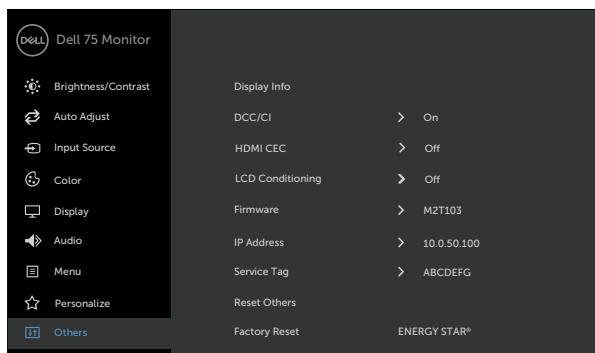 DELL Dell 75 Monitor
Brightness/Contrast
Auto Adjust
Input Source
Color
Display
Audio
Menu
Personalize
Others
Display Info
DCC/CI > On
HDMI CEC > Off
LCD Conditioning > Off
Firmware > M2T103
IP Address > 10.0.50.100
Service Tag > ABCDEFG
Reset Others
Factory Reset ENERGY STAR®